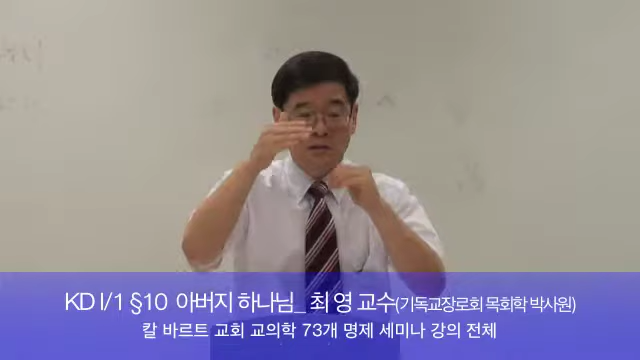 KD I/1 §10 아버지 하나님_ 최 영 교수(기독교장로회 목회학 박사원)
칼 바르트 교회 교의학 73개 명제 세미나 강의 전체